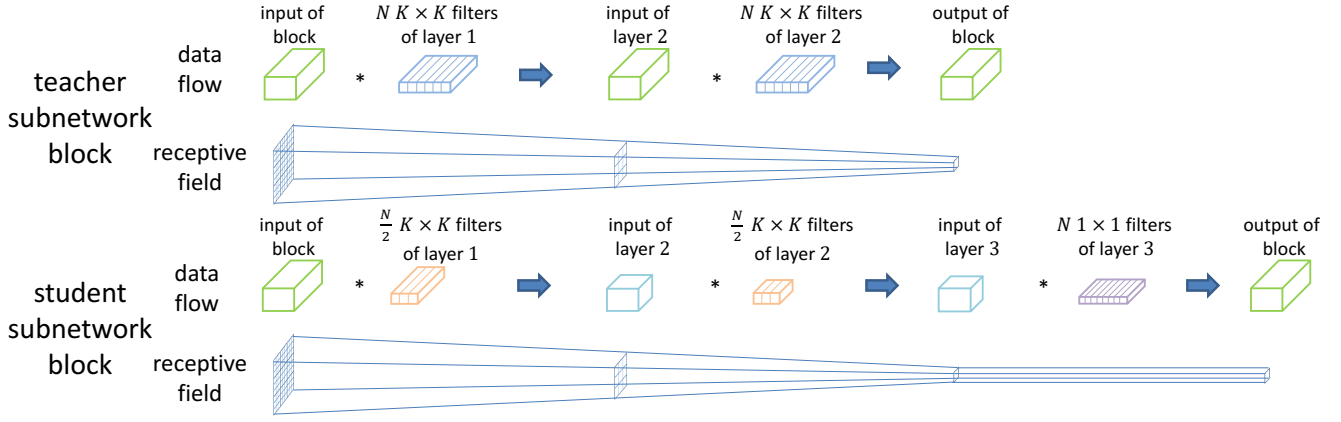 teacher
subnetwork
block
data
flow
input of
block
*
N K × K filters
of layer 1
input of
layer 2
*
N K × K filters
of layer 2
output of
block
receptive
field
student
subnetwork
block
data
flow
input of
block
*
N/2 K × K filters
of layer 1
input of
layer 2
*
N/2 K × K filters
of layer 2
input of
layer 3
*
N 1 × 1 filters
of layer 3
output of
block
receptive
field